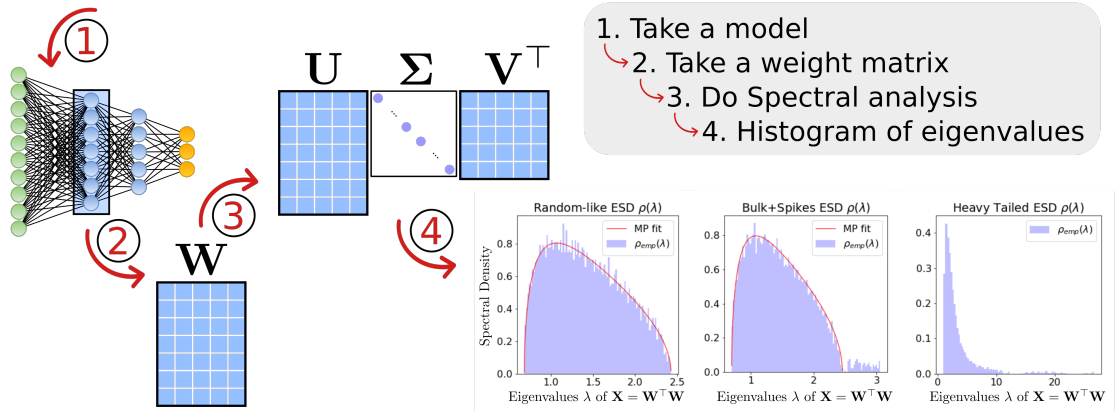 1
2
W
3
U Σ V⊤
4
1. Take a model
2. Take a weight matrix
3. Do Spectral analysis
4. Histogram of eigenvalues
Random-like ESD ρ(λ)
MP fit
ρemp(λ)
Spectral Density
0.8
0.6
0.4
0.2
0.0
1.0 1.5 2.0 2.5
Eigenvalues λ of X = W⊤W
Bulk+Spikes ESD ρ(λ)
MP fit
ρemp(λ)
0.8
0.6
0.4
0.2
0.0
1 2 3
Eigenvalues λ of X = W⊤W
Heavy Tailed ESD ρ(λ)
ρemp(λ)
0.4
0.3
0.2
0.1
0.0
0 10 20
Eigenvalues λ of X = W⊤W